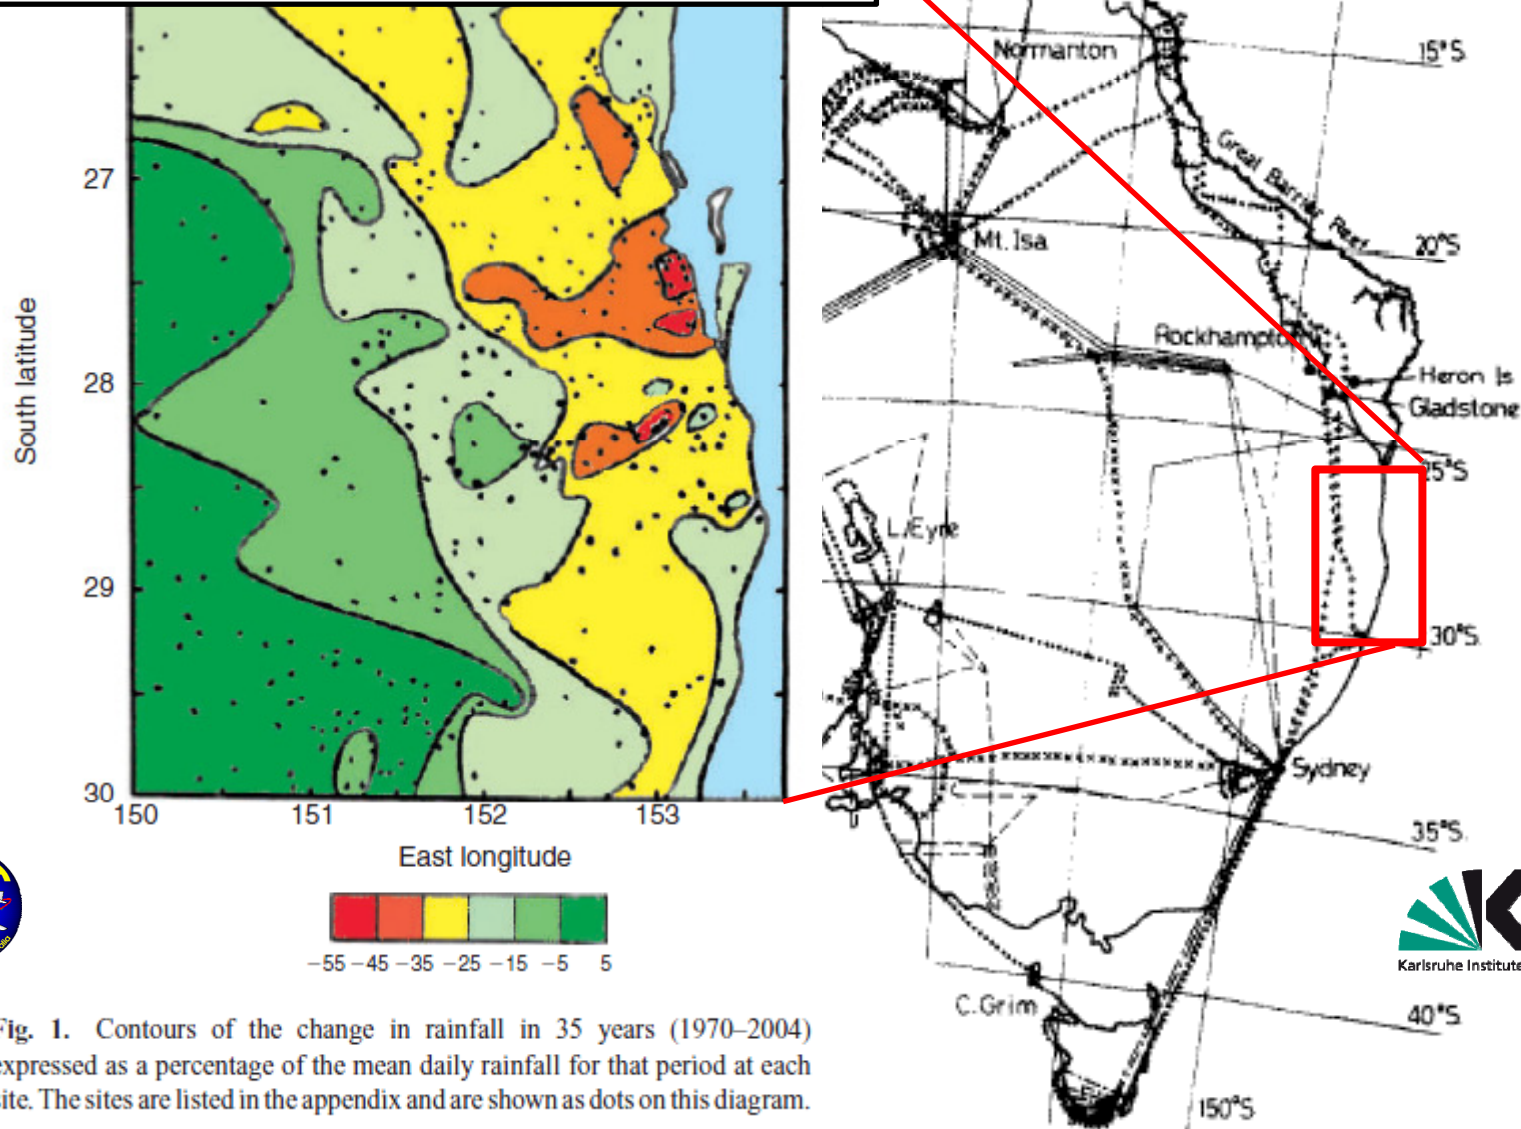 South latitude
27
28
29
30
150
151
152
153
East longitude
−55 −45 −35 −25 −15 −5 5
Fig. 1. Contours of the change in rainfall in 35 years (1970–2004)
expressed as a percentage of the mean daily rainfall for that period at each
site. The sites are listed in the appendix and are shown as dots on this diagram.
Normanton
15°S
Great Barrier Reef
Mt. Isa
20°S
Rockhampton
Heron Is
Gladstone
25°S
L. Eyre
30°S.
Sydney
35°S.
Karlsruhe Institute
C. Grim
40°S
150°S